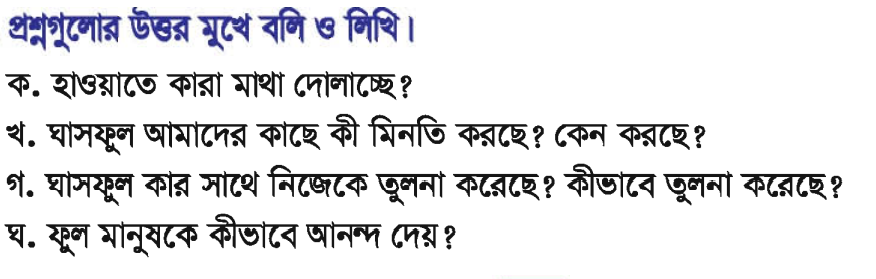 প্রশ্নগুলোর উত্তর মুখে বলি ও লিখি।
ক. হাওয়াতে কারা মাথা দোলাচ্ছে?
খ. ঘাসফুল আমাদের কাছে কী মিনতি করছে? কেন করছে?
গ. ঘাসফুল কার সাথে নিজেকে তুলনা করেছে? কীভাবে তুলনা করেছে?
ঘ. ফুল মানুষকে কীভাবে আনন্দ দেয়?